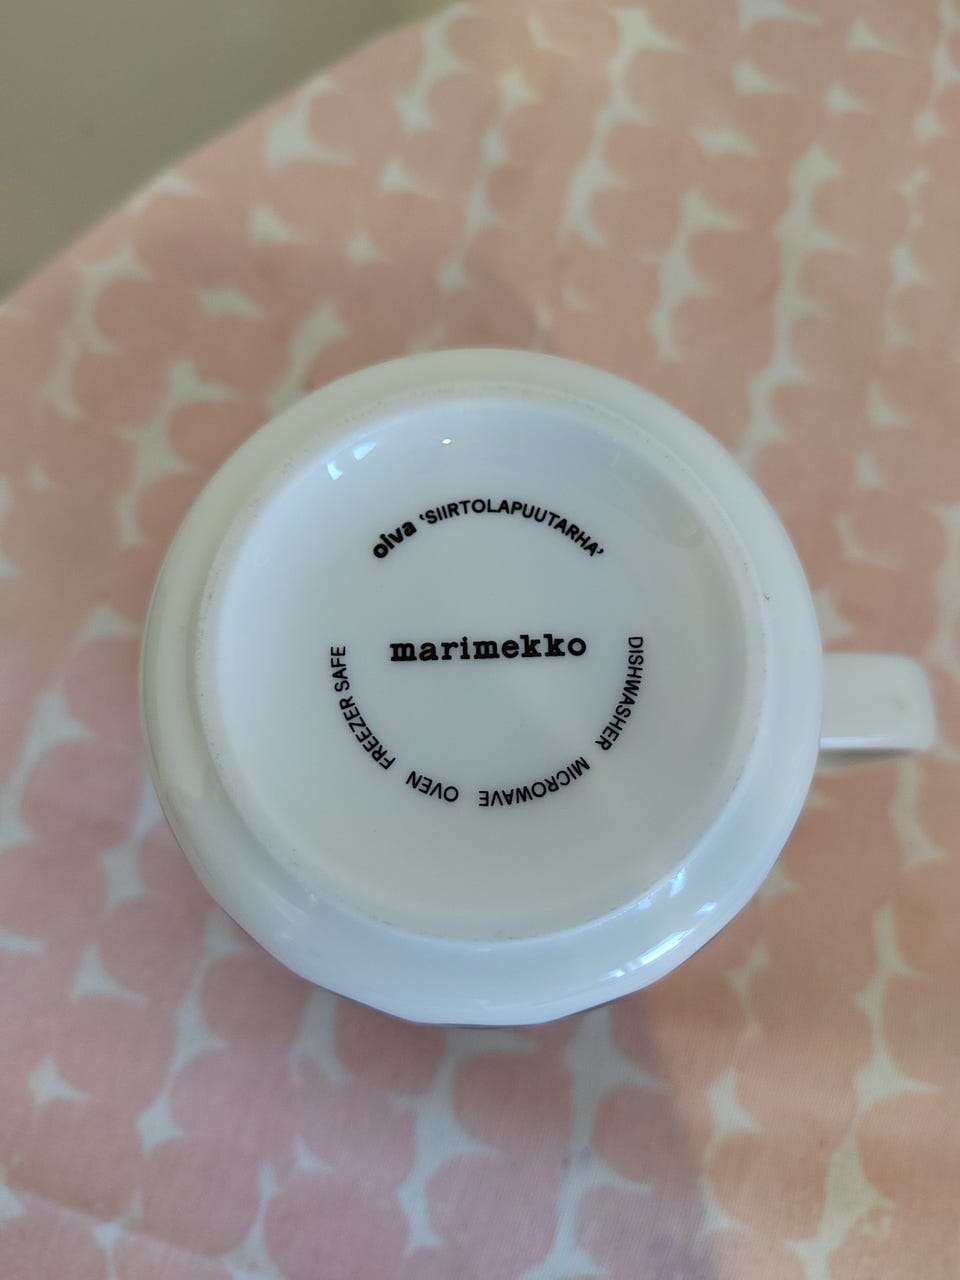 oiva ‘SIIRTOLAPUUTARHA’
marimekko
DISHWASHER MICROWAVE OVEN FREEZER SAFE